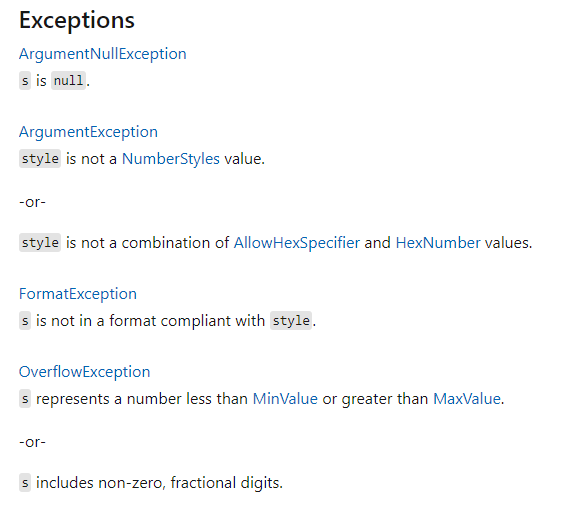 Exceptions
ArgumentNullException
s is null.
ArgumentException
style is not a NumberStyles value.
-or-
style is not a combination of AllowHexSpecifier and HexNumber values.
FormatException
s is not in a format compliant with style.
OverflowException
s represents a number less than MinValue or greater than MaxValue.
-or-
s includes non-zero, fractional digits.